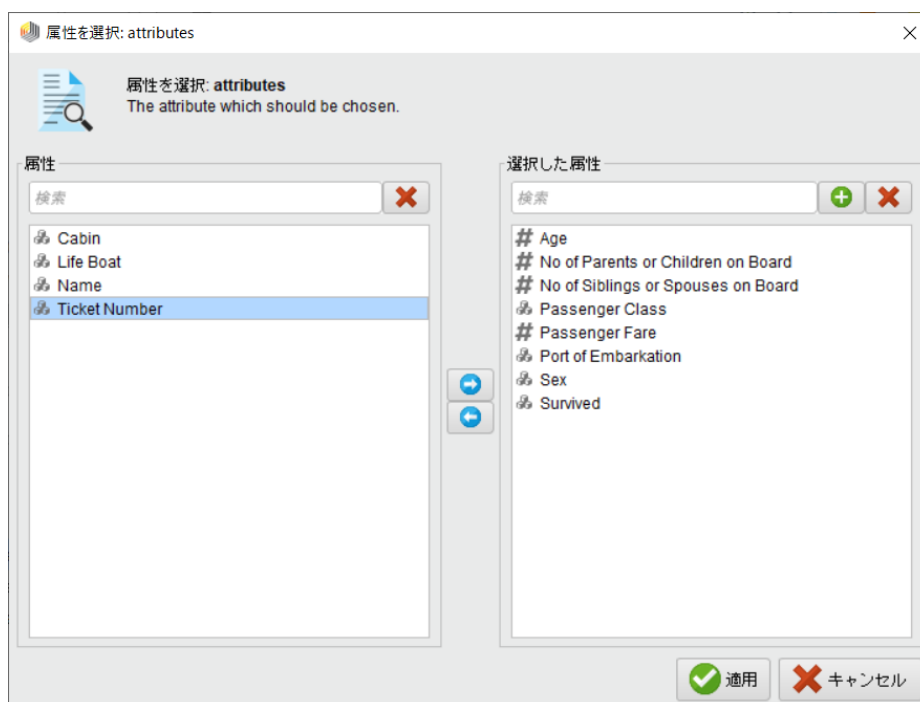 属性を選択: attributes
属性を選択: attributes
The attribute which should be chosen.
属性
検索
Cabin
Life Boat
Name
Ticket Number
選択した属性
検索
Age
No of Parents or Children on Board
No of Siblings or Spouses on Board
Passenger Class
Passenger Fare
Port of Embarkation
Sex
Survived
適用
キャンセル